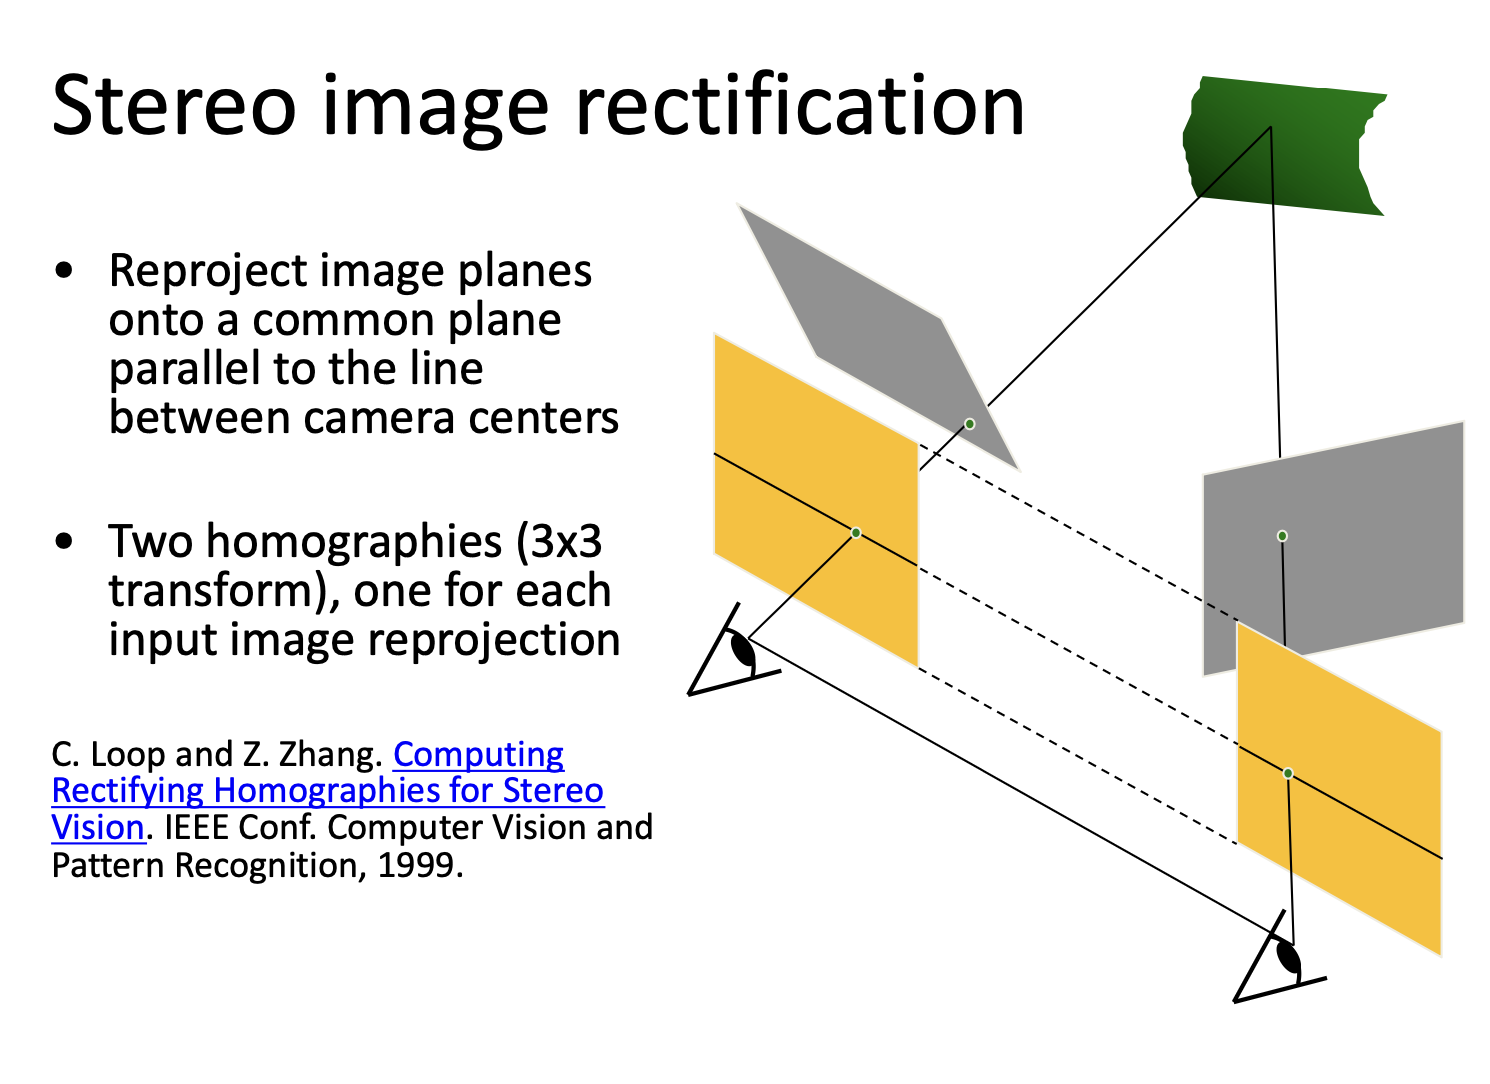 Stereo image rectification
• Reproject image planes
onto a common plane
parallel to the line
between camera centers
• Two homographies (3x3
transform), one for each
input image reprojection
C. Loop and Z. Zhang. Computing
Rectifying Homographies for Stereo
Vision. IEEE Conf. Computer Vision and
Pattern Recognition, 1999.